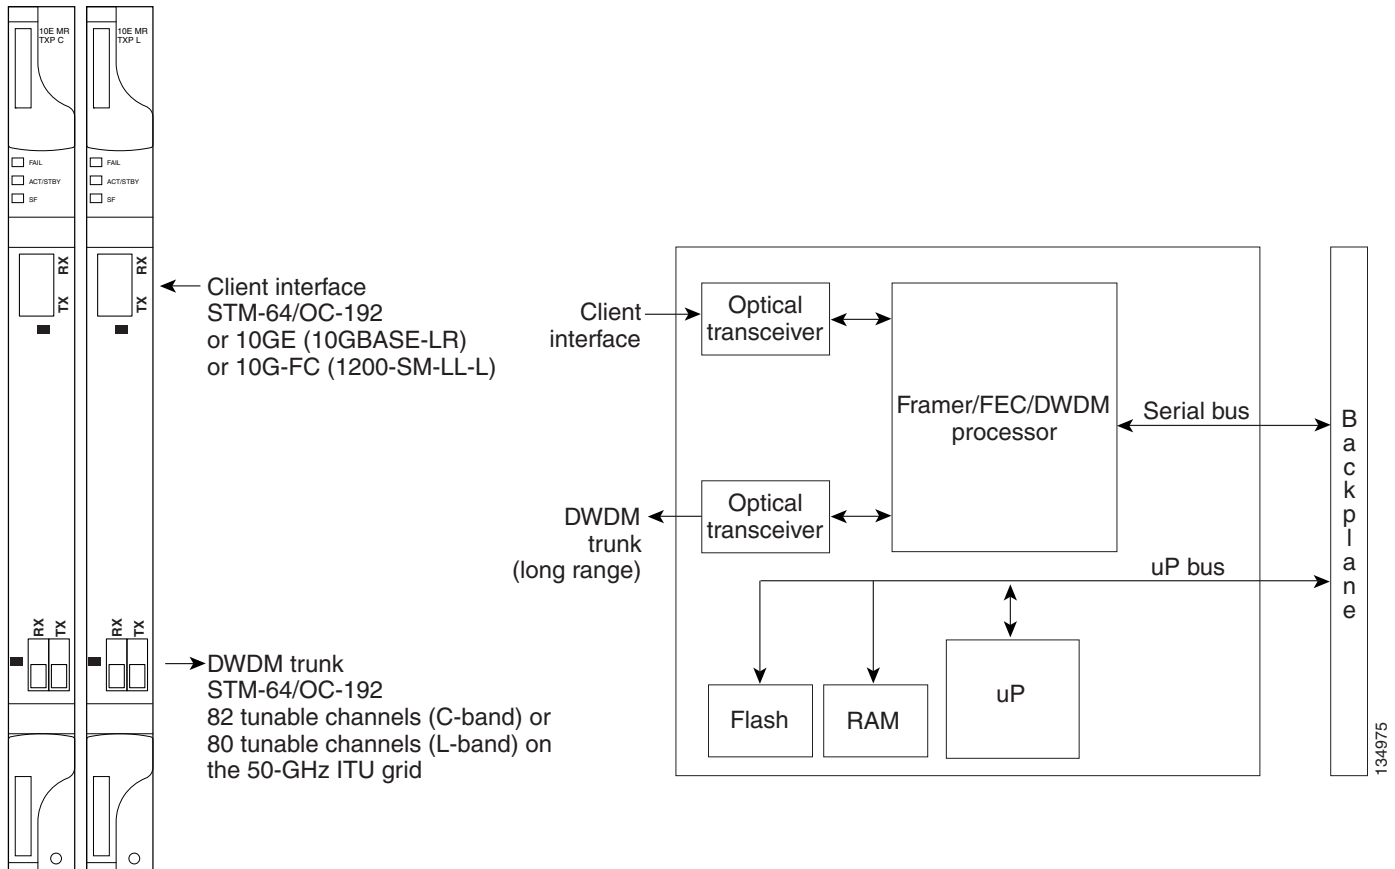 10E MR
TXP C
10E MR
TXP L
FAIL
ACT/STBY
SF
FAIL
ACT/STBY
SF
RX
TX
RX
TX
Client interface
STM-64/OC-192
or 10GE (10GBASE-LR)
or 10G-FC (1200-SM-LL-L)
RX
TX
RX
TX
DWDM trunk
STM-64/OC-192
82 tunable channels (C-band) or
80 tunable channels (L-band) on
the 50-GHz ITU grid
Client
interface
Optical
transceiver
Framer/FEC/DWDM
processor
Serial bus
DWDM
trunk
(long range)
Optical
transceiver
uP bus
Flash
RAM
uP
Backplane
134975